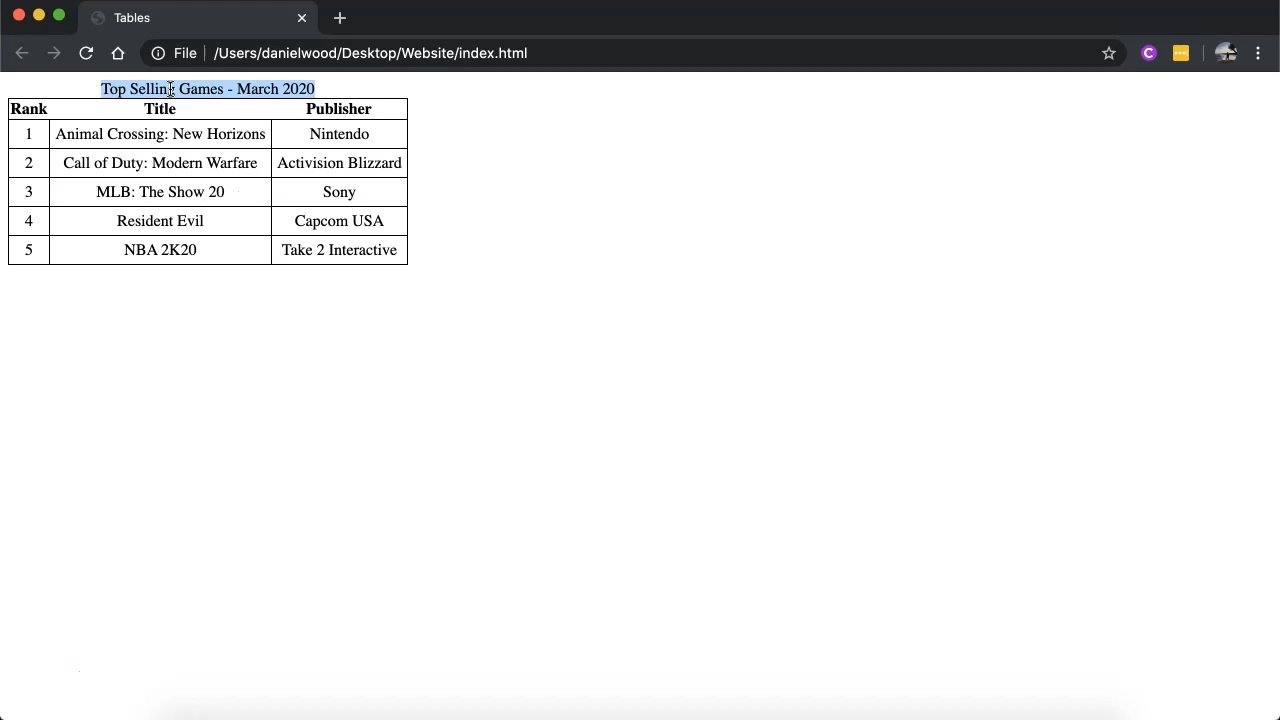 Tables
File /Users/danielwood/Desktop/Website/index.html
C
Top Selling Games - March 2020
Rank Title Publisher
1 Animal Crossing: New Horizons Nintendo
2 Call of Duty: Modern Warfare Activision Blizzard
3 MLB: The Show 20 Sony
4 Resident Evil Capcom USA
5 NBA 2K20 Take 2 Interactive